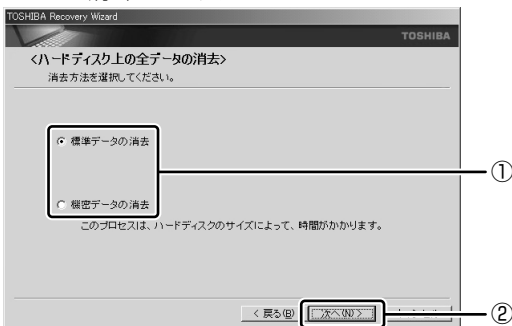 TOSHIBA Recovery Wizard
TOSHIBA
<ハードディスク上の全データの消去>
消去方法を選択してください。
標準データの消去
①
機密データの消去
このプロセスは、ハードディスクのサイズによって、時間がかかります。
< 戻る(B) 次へ(N) >
②